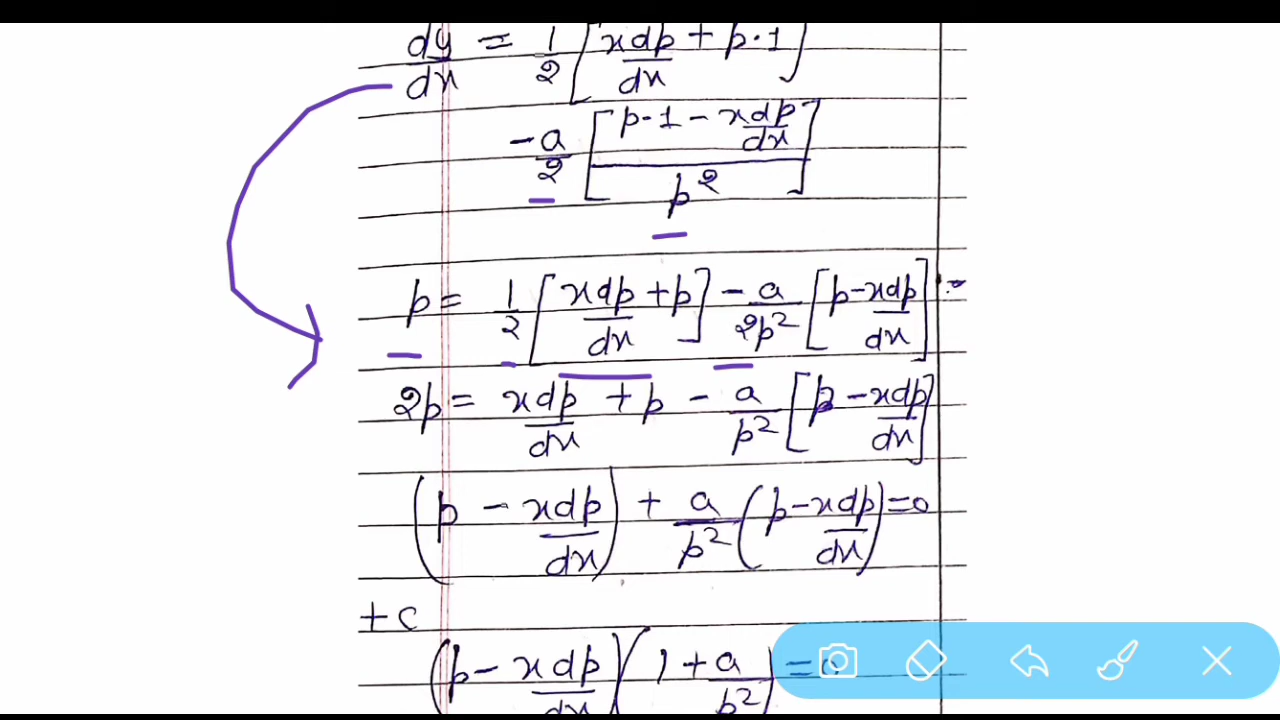 dy/dx = 1/2 [x dp/dx + p·1]
-a/2 [(p·1 - x dp/dx)/p²]
p = 1/2 [x dp/dx + p] - a/2p² [p - x dp/dx]
2p = x dp/dx + p - a/p² [p - x dp/dx]
(p - x dp/dx) + a/p² (p - x dp/dx) = 0
+ c
(p - x dp/dx)(1 + a/p²) = 0